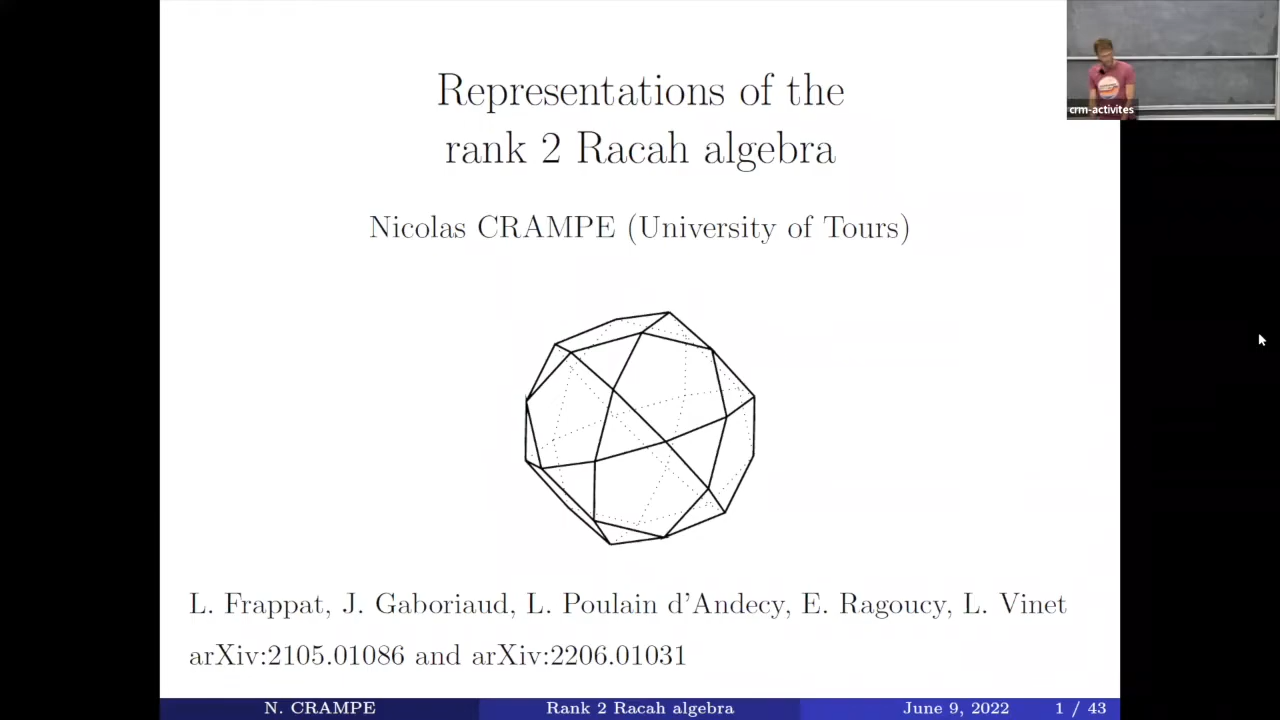 Representations of the
rank 2 Racah algebra
Nicolas CRAMPE (University of Tours)
L. Frappat, J. Gaboriaud, L. Poulain d'Andecy, E. Ragoucy, L. Vinet
arXiv:2105.01086 and arXiv:2206.01031
N. CRAMPE
Rank 2 Racah algebra
June 9, 2022
1 / 43
crm-activites